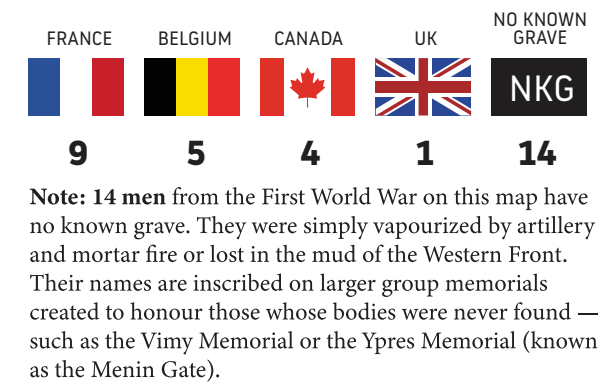 FRANCE BELGIUM CANADA UK NO KNOWN
GRAVE
NKG
9 5 4 1 14
Note: 14 men from the First World War on this map have
no known grave. They were simply vapourized by artillery
and mortar fire or lost in the mud of the Western Front.
Their names are inscribed on larger group memorials
created to honour those whose bodies were never found —
such as the Vimy Memorial or the Ypres Memorial (known
as the Menin Gate).